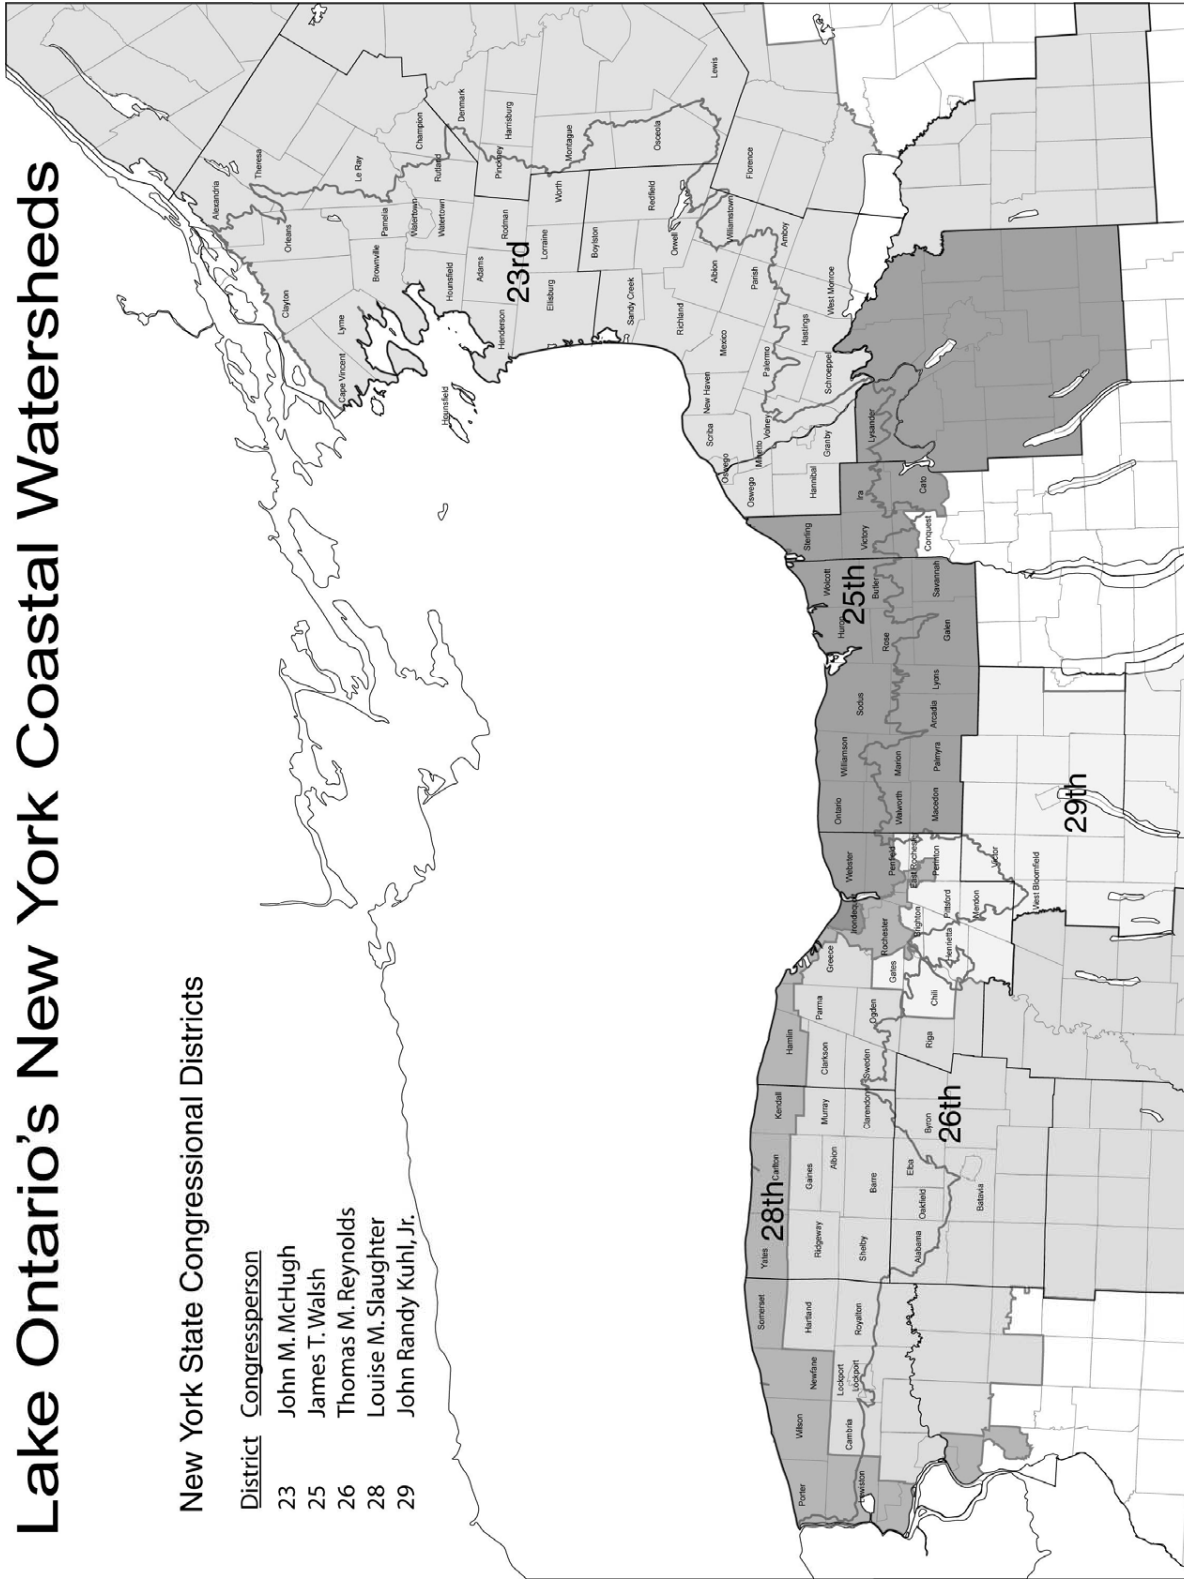 Lake Ontario's New York Coastal Watersheds
New York State Congressional Districts
District Congressperson
23 John M. McHugh
25 James T. Walsh
26 Thomas M. Reynolds
28 Louise M. Slaughter
29 John Randy Kuhl, Jr.
Alexandria
Theresa
Clayton
Orleans
Le Ray
Cape Vincent
Lyme
Brownville
Pamelia
Watertown
Watertown
Champion
Rutland
Denmark
Hounsfield
Hounsfield
Henderson
Adams
Rodman
Pinckney
Harrisburg
Lewis
23rd
Ellisburg
Lorraine
Worth
Montague
Sandy Creek
Boylston
Redfield
Osceola
Richland
Orwell
Albion
Williamstown
Florence
Mexico
New Haven
Parish
Amboy
Scriba
Palermo
Hastings
West Monroe
Oswego
Oswego
Volney
Minetto
Schroeppel
Granby
Hannibal
Lysander
Sterling
Victory
Ira
Cato
Conquest
Wolcott
25th
Butler
Savannah
Huron
Rose
Galen
Sodus
Lyons
Arcadia
Williamson
Marion
Palmyra
Ontario
Walworth
Macedon
29th
Webster
Penfield
East Rochester
Perinton
Victor
West Bloomfield
Irondequoit
Rochester
Brighton
Pittsford
Mendon
Henrietta
Greece
Gates
Chili
Parma
Ogden
Riga
Hamlin
Clarkson
Sweden
Kendall
Murray
Clarendon
Byron
26th
Carlton
28th
Gaines
Albion
Barre
Elba
Oakfield
Batavia
Yates
Ridgeway
Shelby
Alabama
Somerset
Hartland
Royalton
Newfane
Lockport
Lockport
Wilson
Cambria
Porter
Lewiston